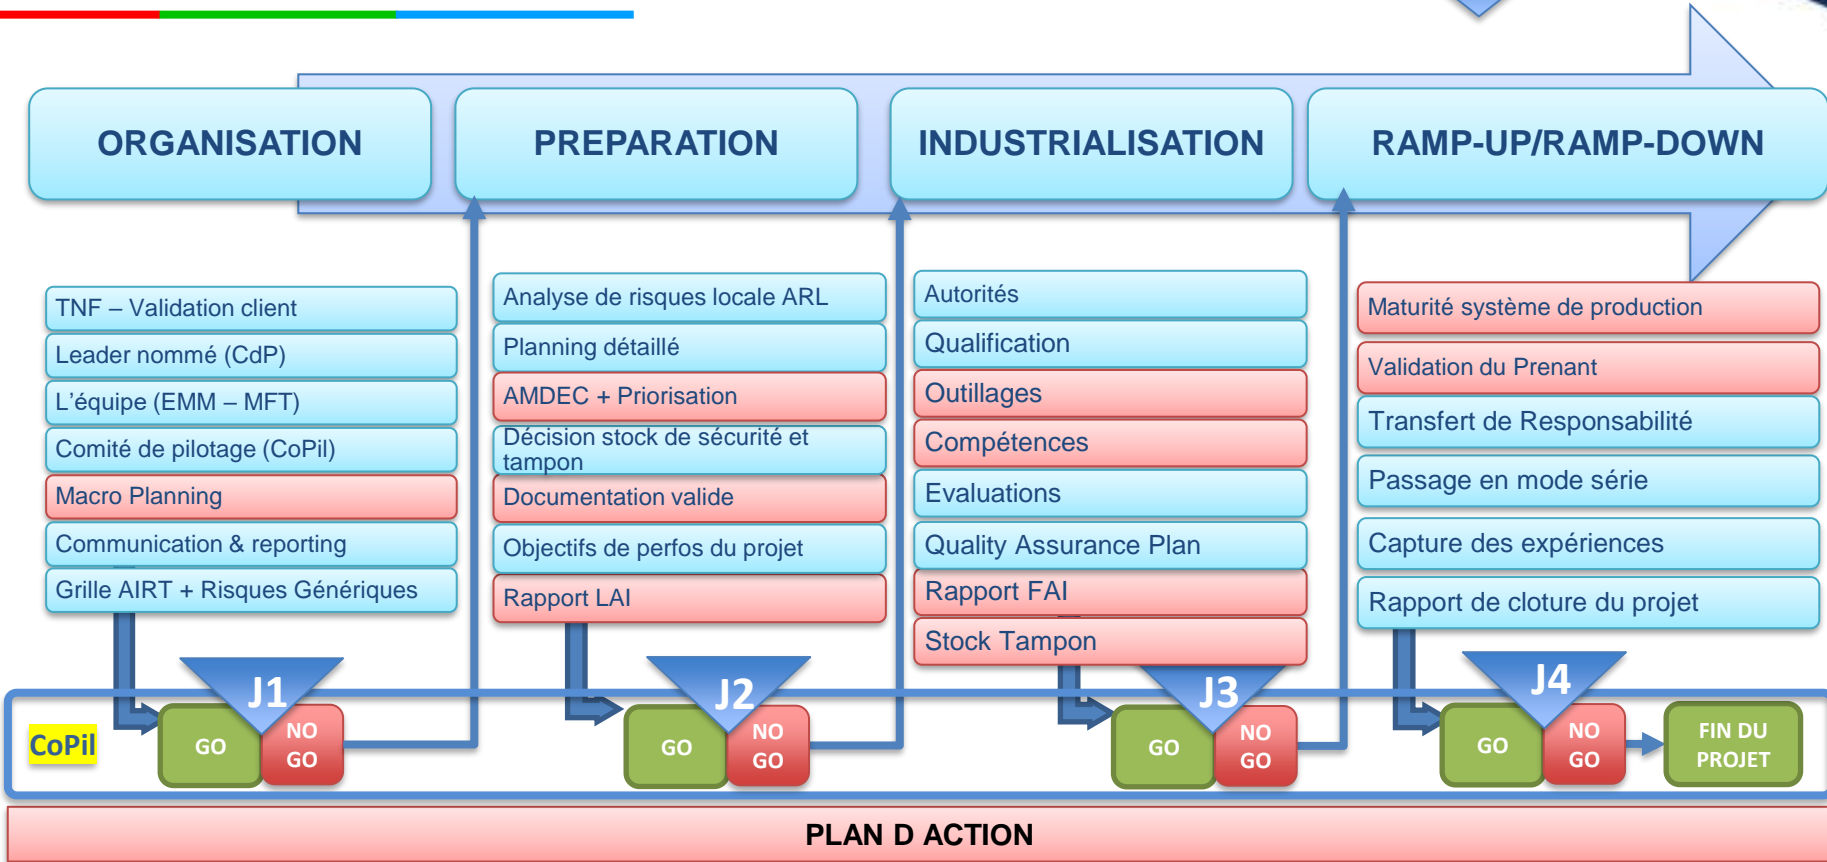 ORGANISATION
PREPARATION
INDUSTRIALISATION
RAMP-UP/RAMP-DOWN
TNF – Validation client
Leader nommé (CdP)
L'équipe (EMM – MFT)
Comité de pilotage (CoPil)
Macro Planning
Communication & reporting
Grille AIRT + Risques Génériques
Analyse de risques locale ARL
Planning détaillé
AMDEC + Priorisation
Décision stock de sécurité et
tampon
Documentation valide
Objectifs de perfos du projet
Rapport LAI
Autorités
Qualification
Outillages
Compétences
Evaluations
Quality Assurance Plan
Rapport FAI
Stock Tampon
Maturité système de production
Validation du Prenant
Transfert de Responsabilité
Passage en mode série
Capture des expériences
Rapport de cloture du projet
CoPil
J1
GO
NO
GO
J2
GO
NO
GO
J3
GO
NO
GO
J4
GO
NO
GO
FIN DU
PROJET
PLAN D ACTION